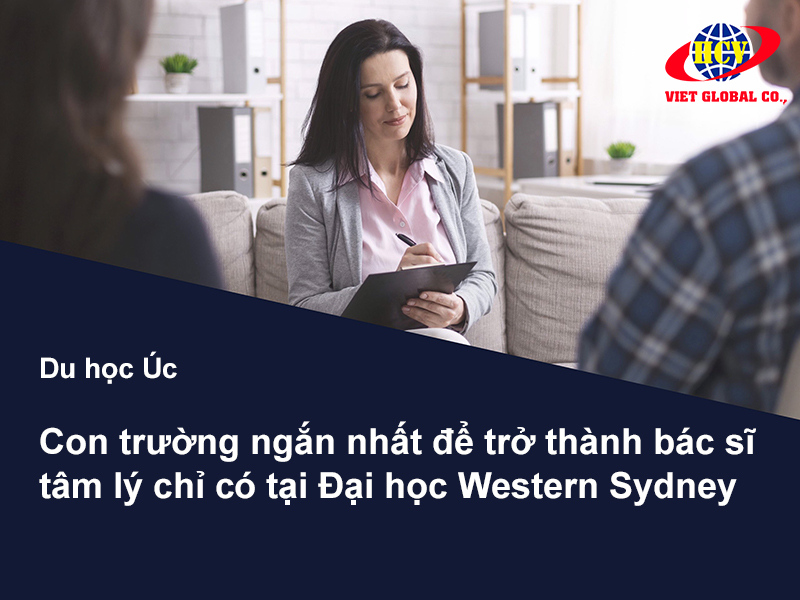 HCY
VIET GLOBAL CO.,
Du học Úc
Con trường ngắn nhất để trở thành bác sĩ
tâm lý chỉ có tại Đại học Western Sydney